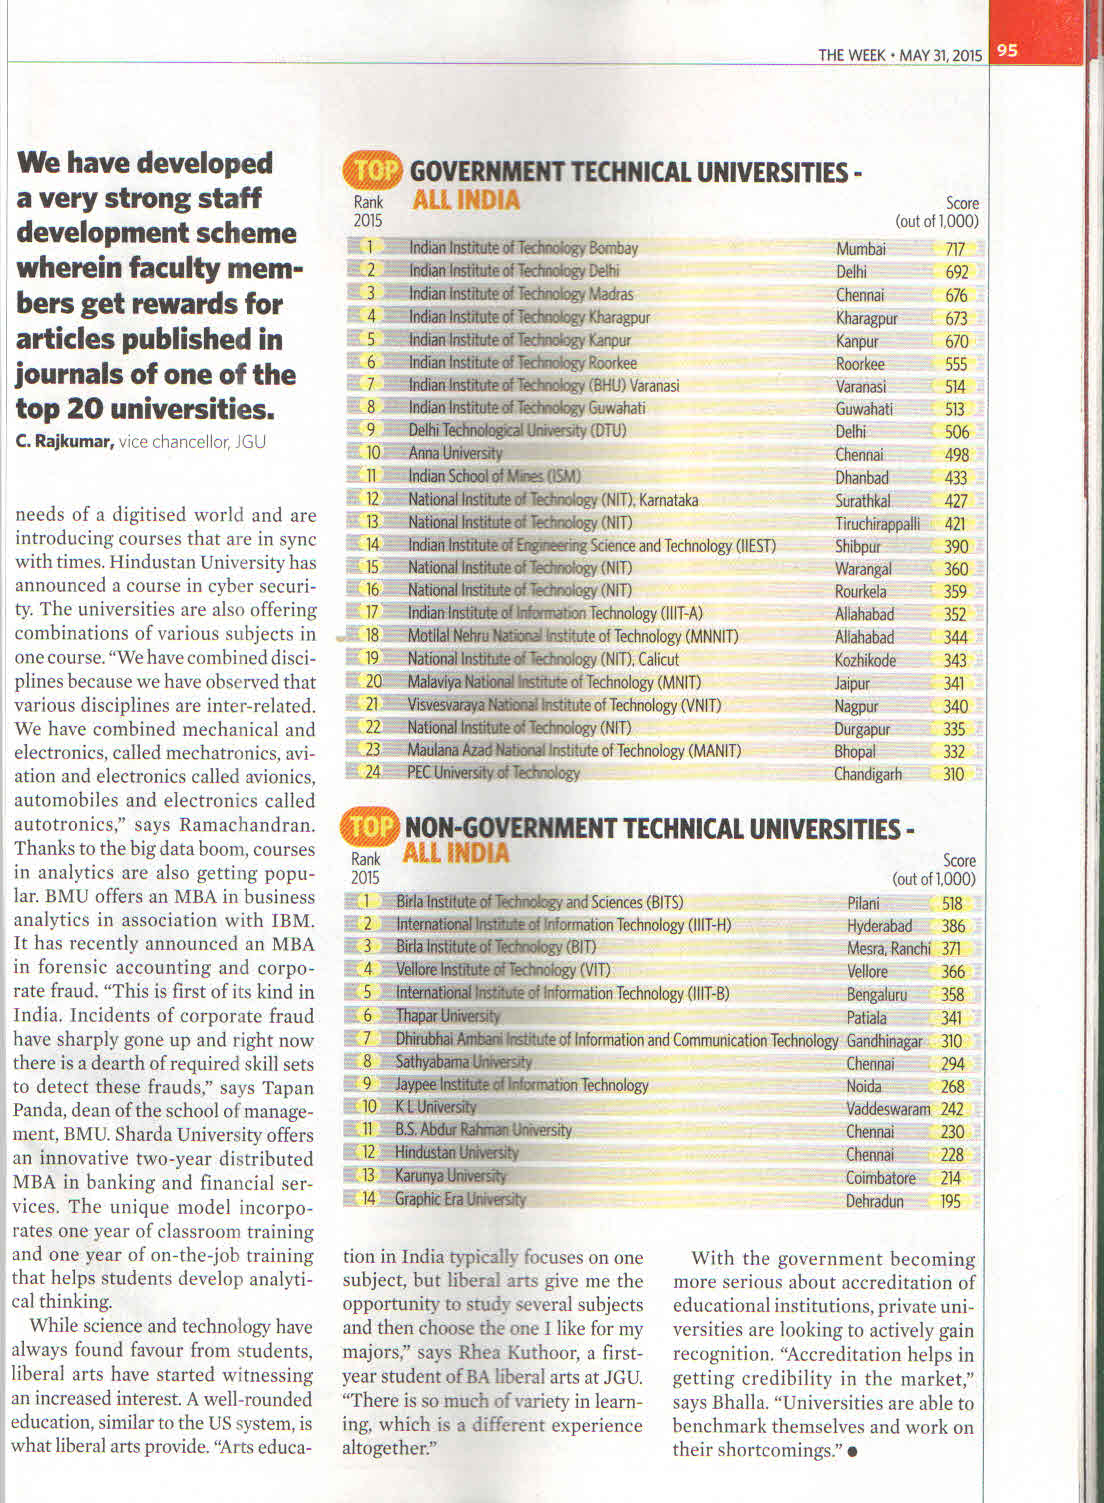 THE WEEK • MAY 31, 2015 95
We have developed
a very strong staff
development scheme
wherein faculty mem-
bers get rewards for
articles published in
journals of one of the
top 20 universities.
C. Rajkumar, vice chancellor, JGU
needs of a digitised world and are
introducing courses that are in sync
with times. Hindustan University has
announced a course in cyber securi-
ty. The universities are also offering
combinations of various subjects in
one course. “We have combined disci-
plines because we have observed that
various disciplines are inter-related.
We have combined mechanical and
electronics, called mechatronics, avi-
ation and electronics called avionics,
automobiles and electronics called
autotronics,” says Ramachandran.
Thanks to the big data boom, courses
in analytics are also getting popu-
lar. BMU offers an MBA in business
analytics in association with IBM.
It has recently announced an MBA
in forensic accounting and corpo-
rate fraud. “This is first of its kind in
India. Incidents of corporate fraud
have sharply gone up and right now
there is a dearth of required skill sets
to detect these frauds,” says Tapan
Panda, dean of the school of manage-
ment, BMU. Sharda University offers
an innovative two-year distributed
MBA in banking and financial ser-
vices. The unique model incorpo-
rates one year of classroom training
and one year of on-the-job training
that helps students develop analyti-
cal thinking.
While science and technology have
always found favour from students,
liberal arts have started witnessing
an increased interest. A well-rounded
education, similar to the US system, is
what liberal arts provide. “Arts educa-
TOP GOVERNMENT TECHNICAL UNIVERSITIES -
ALL INDIA
Rank
2015
Score
(out of 1,000)
1 Indian Institute of Technology Bombay Mumbai 717
2 Indian Institute of Technology Delhi Delhi 692
3 Indian Institute of Technology Madras Chennai 676
4 Indian Institute of Technology Kharagpur Kharagpur 673
5 Indian Institute of Technology Kanpur Kanpur 670
6 Indian Institute of Technology Roorkee Roorkee 555
7 Indian Institute of Technology (BHU) Varanasi Varanasi 514
8 Indian Institute of Technology Guwahati Guwahati 513
9 Delhi Technological University (DTU) Delhi 506
10 Anna University Chennai 498
11 Indian School of Mines (ISM) Dhanbad 433
12 National Institute of Technology (NIT), Karnataka Surathkal 427
13 National Institute of Technology (NIT) Tiruchirappalli 421
14 Indian Institute of Engineering Science and Technology (IIEST) Shibpur 390
15 National Institute of Technology (NIT) Warangal 360
16 National Institute of Technology (NIT) Rourkela 359
17 Indian Institute of Information Technology (IIIT-A) Allahabad 352
18 Motilal Nehru National Institute of Technology (MNNIT) Allahabad 344
19 National Institute of Technology (NIT), Calicut Kozhikode 343
20 Malaviya National Institute of Technology (MNIT) Jaipur 341
21 Visvesvaraya National Institute of Technology (VNIT) Nagpur 340
22 National Institute of Technology (NIT) Durgapur 335
23 Maulana Azad National Institute of Technology (MANIT) Bhopal 332
24 PEC University of Technology Chandigarh 310
TOP NON-GOVERNMENT TECHNICAL UNIVERSITIES -
ALL INDIA
Rank
2015
Score
(out of 1,000)
1 Birla Institute of Technology and Sciences (BITS) Pilani 518
2 International Institute of Information Technology (IIIT-H) Hyderabad 386
3 Birla Institute of Technology (BIT) Mesra, Ranchi 371
4 Vellore Institute of Technology (VIT) Vellore 366
5 International Institute of Information Technology (IIIT-B) Bengaluru 358
6 Thapar University Patiala 341
7 Dhirubhai Ambani Institute of Information and Communication Technology Gandhinagar 310
8 Sathyabama University Chennai 294
9 Jaypee Institute of Information Technology Noida 268
10 K L University Vaddeswaram 242
11 B.S. Abdur Rahman University Chennai 230
12 Hindustan University Chennai 228
13 Karunya University Coimbatore 214
14 Graphic Era University Dehradun 195
tion in India typically focuses on one
subject, but liberal arts give me the
opportunity to study several subjects
and then choose the one I like for my
majors,” says Rhea Kuthoor, a first-
year student of BA liberal arts at JGU.
“There is so much of variety in learn-
ing, which is a different experience
altogether.”
With the government becoming
more serious about accreditation of
educational institutions, private uni-
versities are looking to actively gain
recognition. “Accreditation helps in
getting credibility in the market,”
says Bhalla. “Universities are able to
benchmark themselves and work on
their shortcomings.” ●